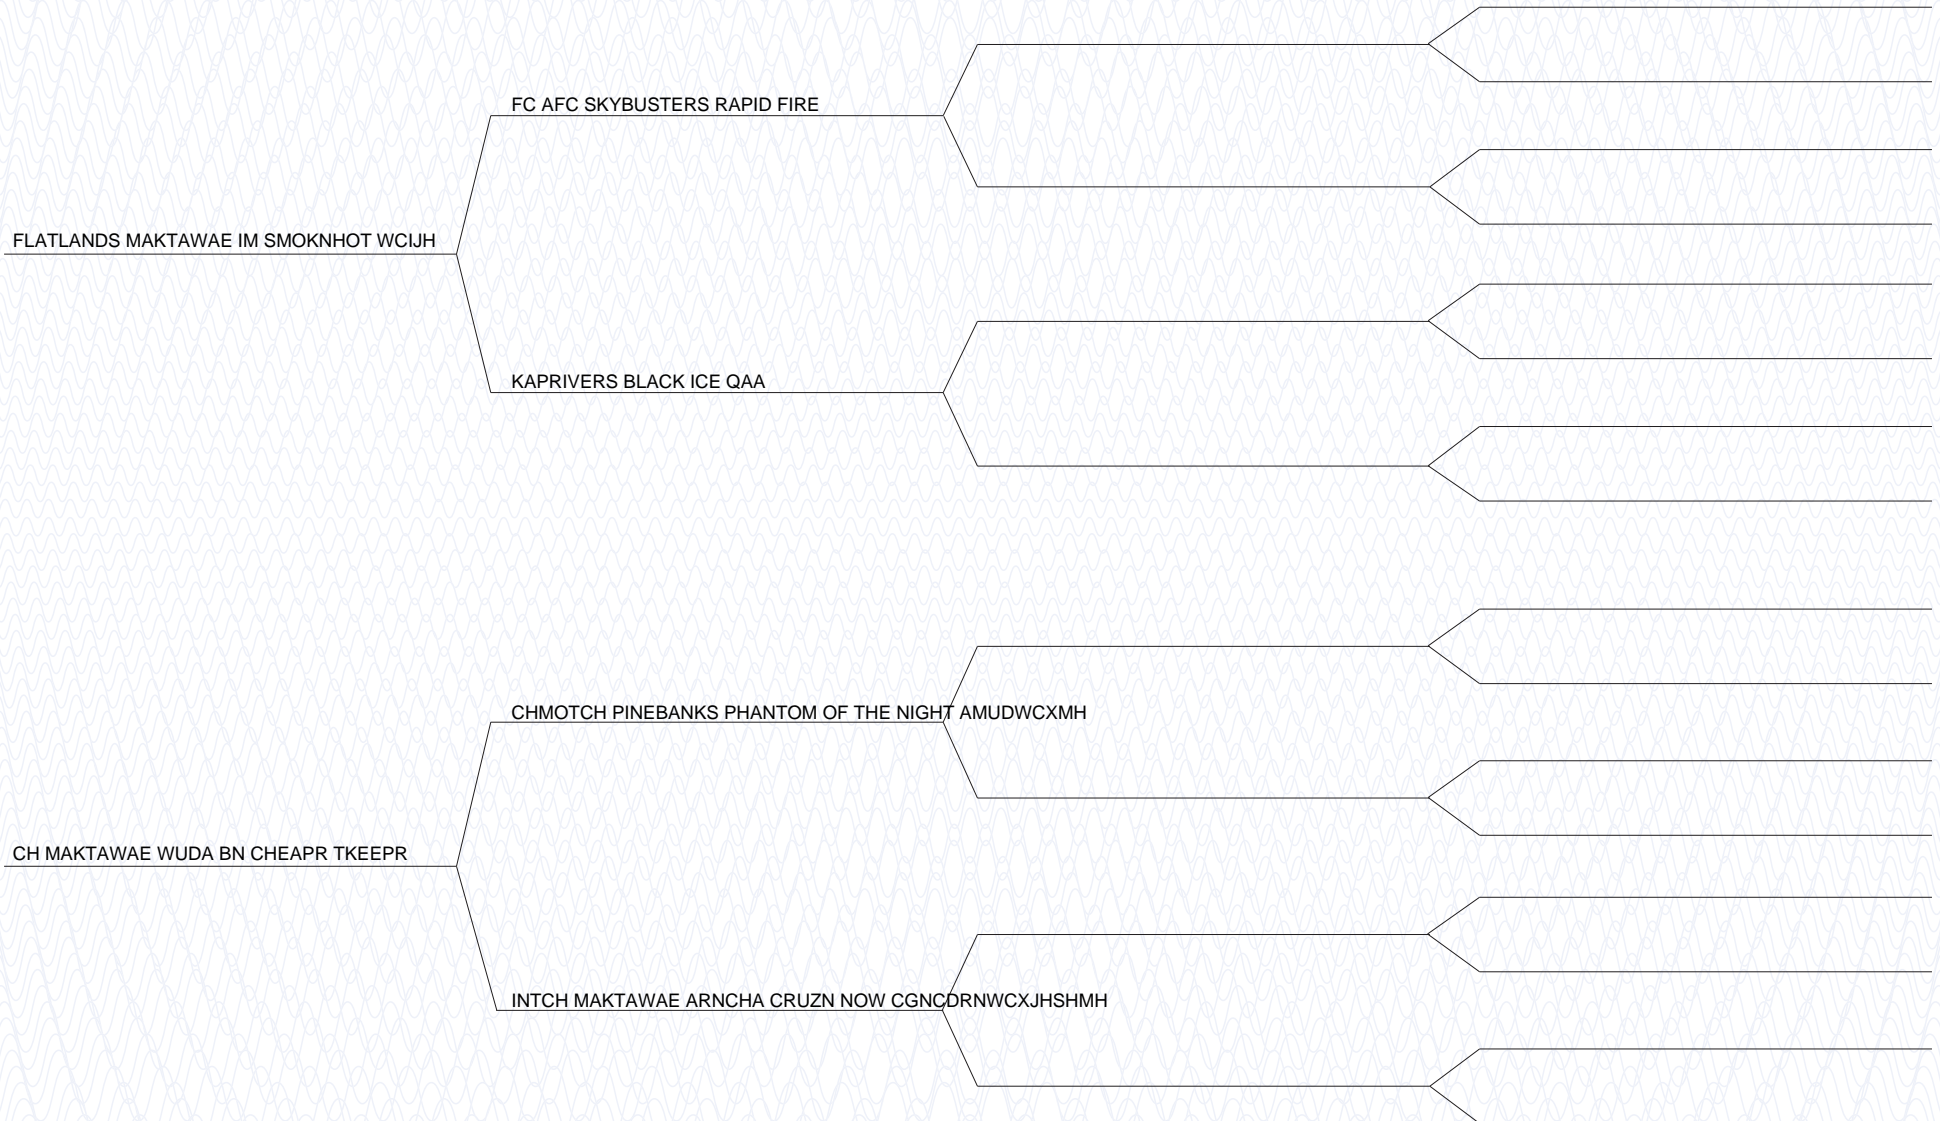 FC AFC SKYBUSTERS RAPID FIRE
FLATLANDS MAKTAWAE IM SMOKNHOT WCIJH
KAPRIVERS BLACK ICE QAA
CHMOTCH PINEBANKS PHANTOM OF THE NIGHT AMUDWCXMH
CH MAKTAWAE WUDA BN CHEAPR TKEEPR
INTCH MAKTAWAE ARNCHA CRUZN NOW CGNCDRNWCXJHSHMH